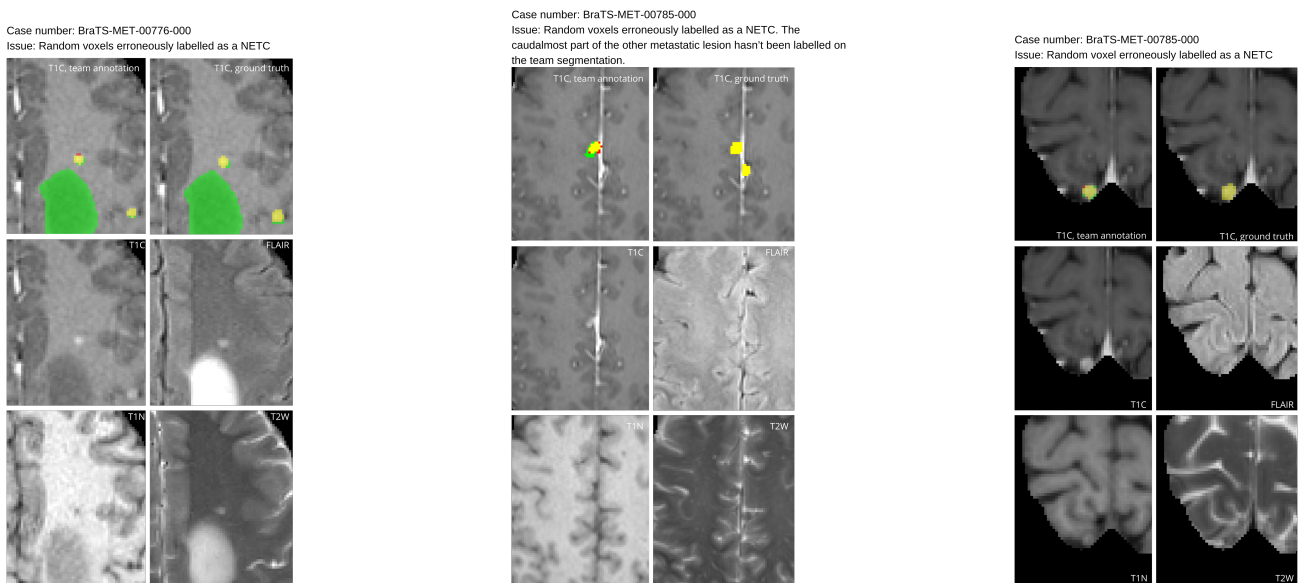 Case number: BraTS-MET-00776-000
Issue: Random voxels erroneously labelled as a NETC
T1C, team annotation
T1C, ground truth
T1C
FLAIR
T1N
T2W
Case number: BraTS-MET-00785-000
Issue: Random voxels erroneously labelled as a NETC. The
caudalmost part of the other metastatic lesion hasn't been labelled on
the team segmentation.
T1C, team annotation
T1C, ground truth
T1C
FLAIR
T1N
T2W
Case number: BraTS-MET-00785-000
Issue: Random voxel erroneously labelled as a NETC
T1C, team annotation
T1C, ground truth
T1C
FLAIR
T1N
T2W